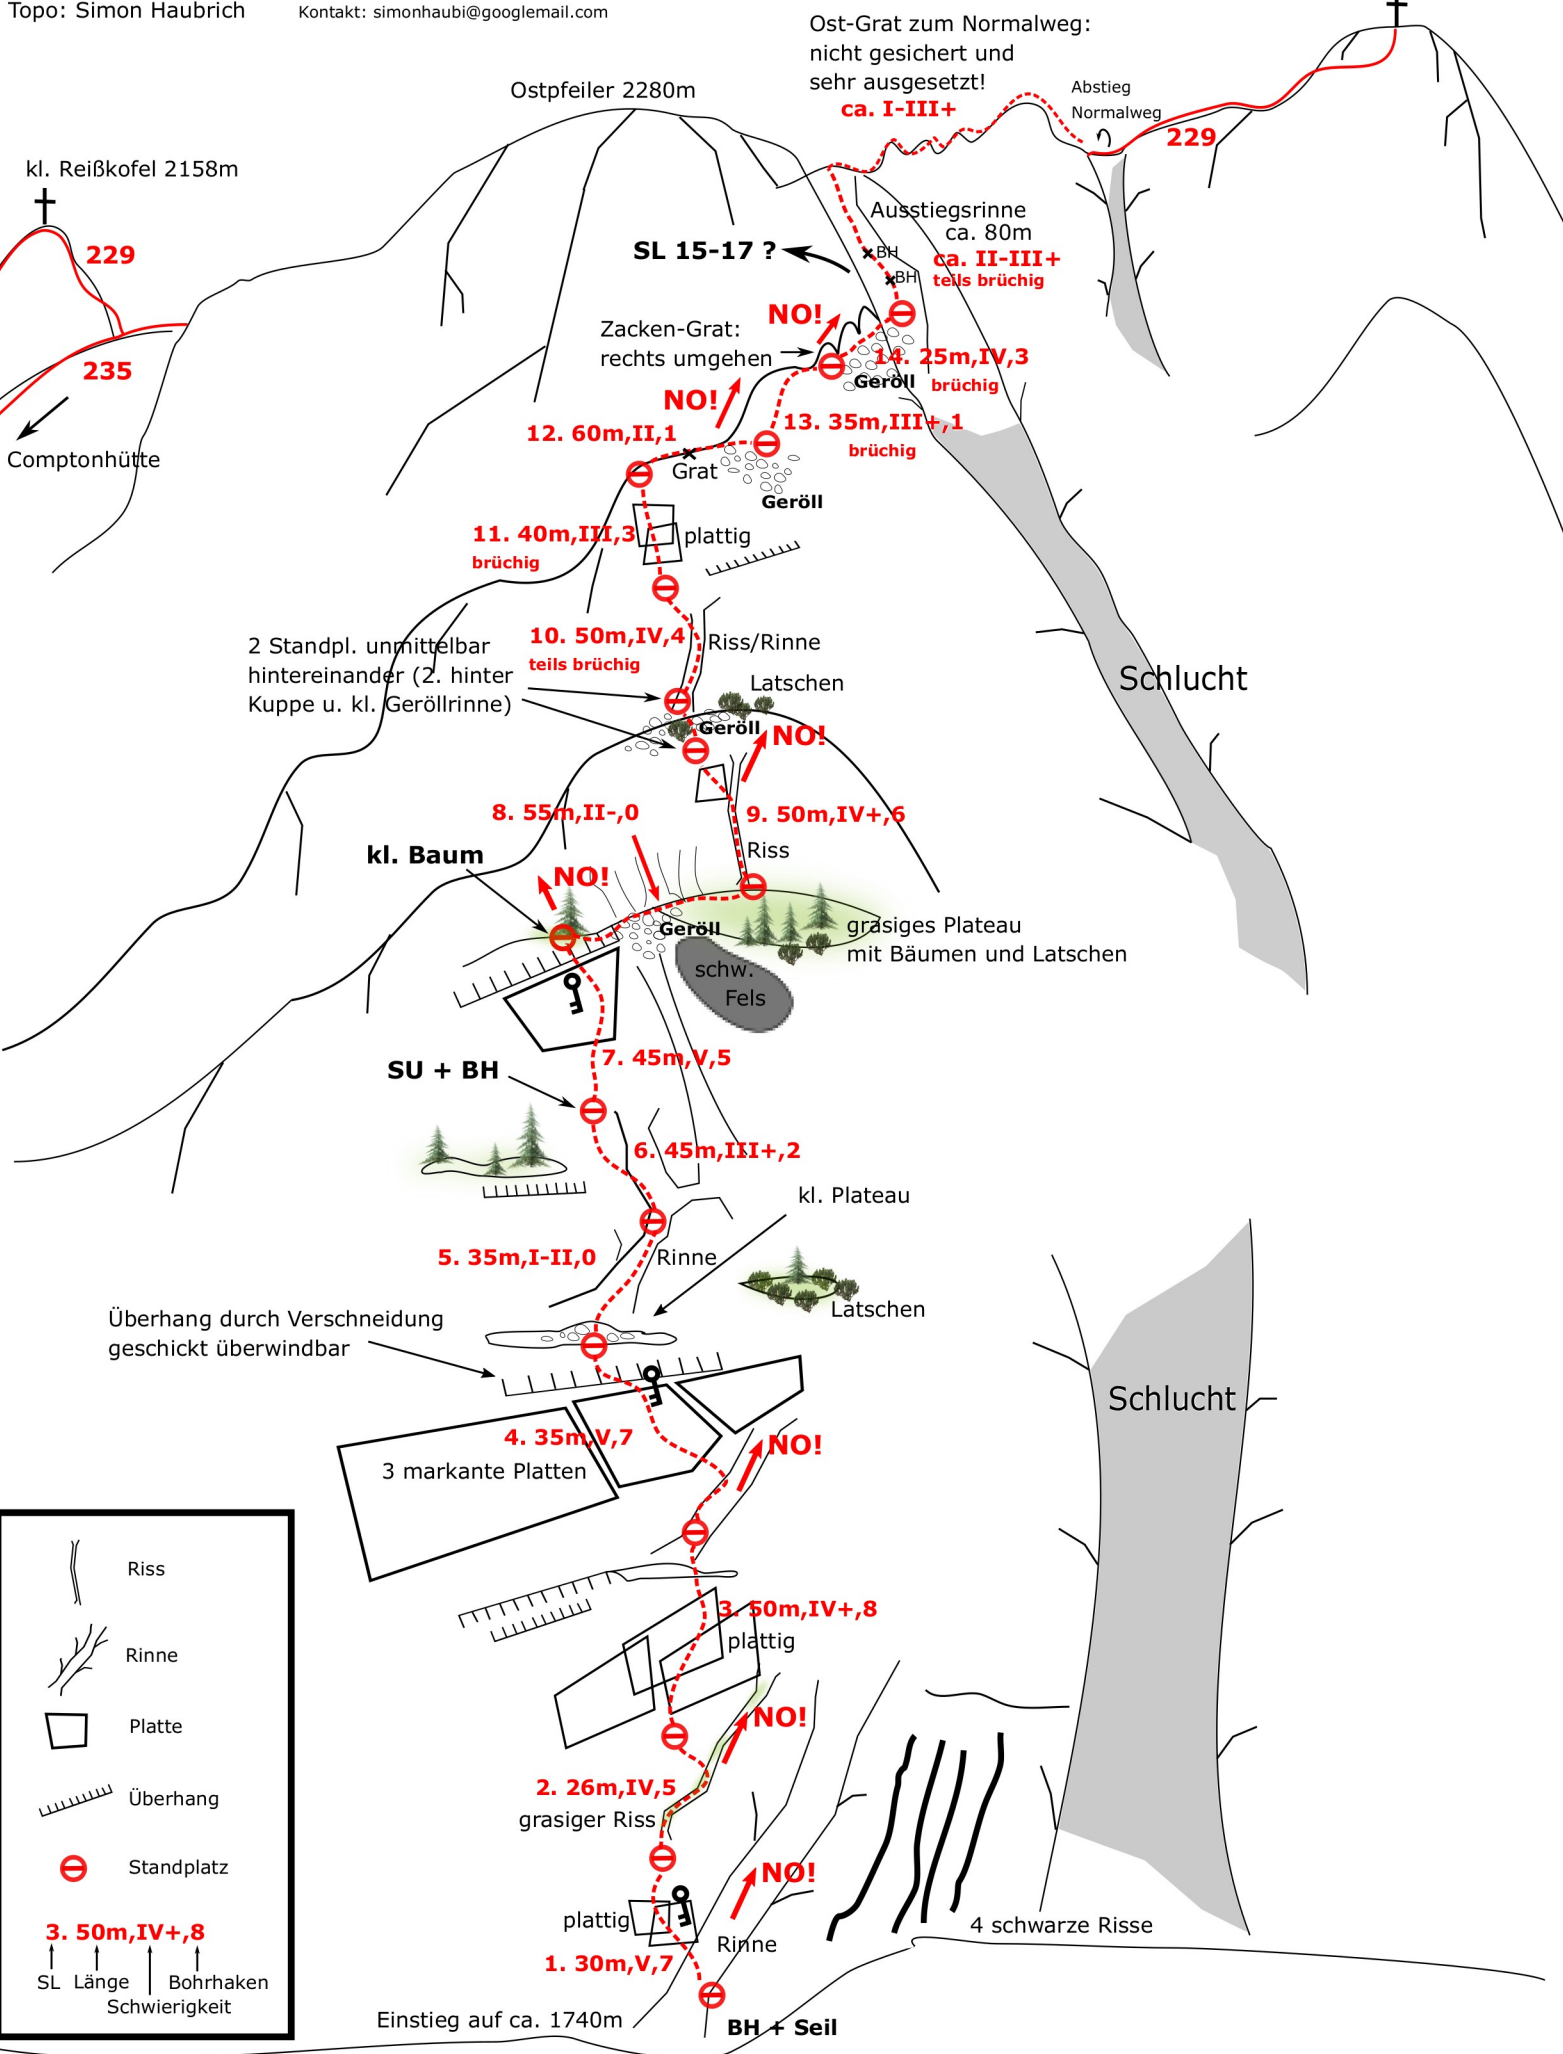 Topo: Simon Haubrich
Kontakt: simonhaubi@googlemail.com
Ost-Grat zum Normalweg:
nicht gesichert und
sehr ausgesetzt!
ca. I-III+
Abstieg
Normalweg
229
Ostpfeiler 2280m
kl. Reißkofel 2158m
229
235
Comptonhütte
Ausstiegsrinne
ca. 80m
ca. II-III+
teils brüchig
BH
BH
SL 15-17 ?
NO!
Zacken-Grat:
rechts umgehen
14. 25m,IV,3
brüchig
Geröll
NO!
13. 35m,III+,1
brüchig
12. 60m,II,1
Grat
Geröll
11. 40m,III,3
brüchig
plattig
10. 50m,IV,4
teils brüchig
Riss/Rinne
2 Standpl. unmittelbar
hintereinander (2. hinter
Kuppe u. kl. Geröllrinne)
Latschen
Geröll
NO!
Schlucht
8. 55m,II-,0
9. 50m,IV+,6
Riss
kl. Baum
NO!
Geröll
grasiges Plateau
mit Bäumen und Latschen
schw.
Fels
7. 45m,V,5
SU + BH
6. 45m,III+,2
kl. Plateau
5. 35m,I-II,0
Rinne
Latschen
Überhang durch Verschneidung
geschickt überwindbar
Schlucht
4. 35m,V,7
3 markante Platten
NO!
3. 50m,IV+,8
plattig
NO!
2. 26m,IV,5
grasiger Riss
NO!
plattig
Rinne
4 schwarze Risse
1. 30m,V,7
Einstieg auf ca. 1740m
BH + Seil
Riss
Rinne
Platte
Überhang
Standplatz
3. 50m,IV+,8
SL Länge Bohrhaken
Schwierigkeit